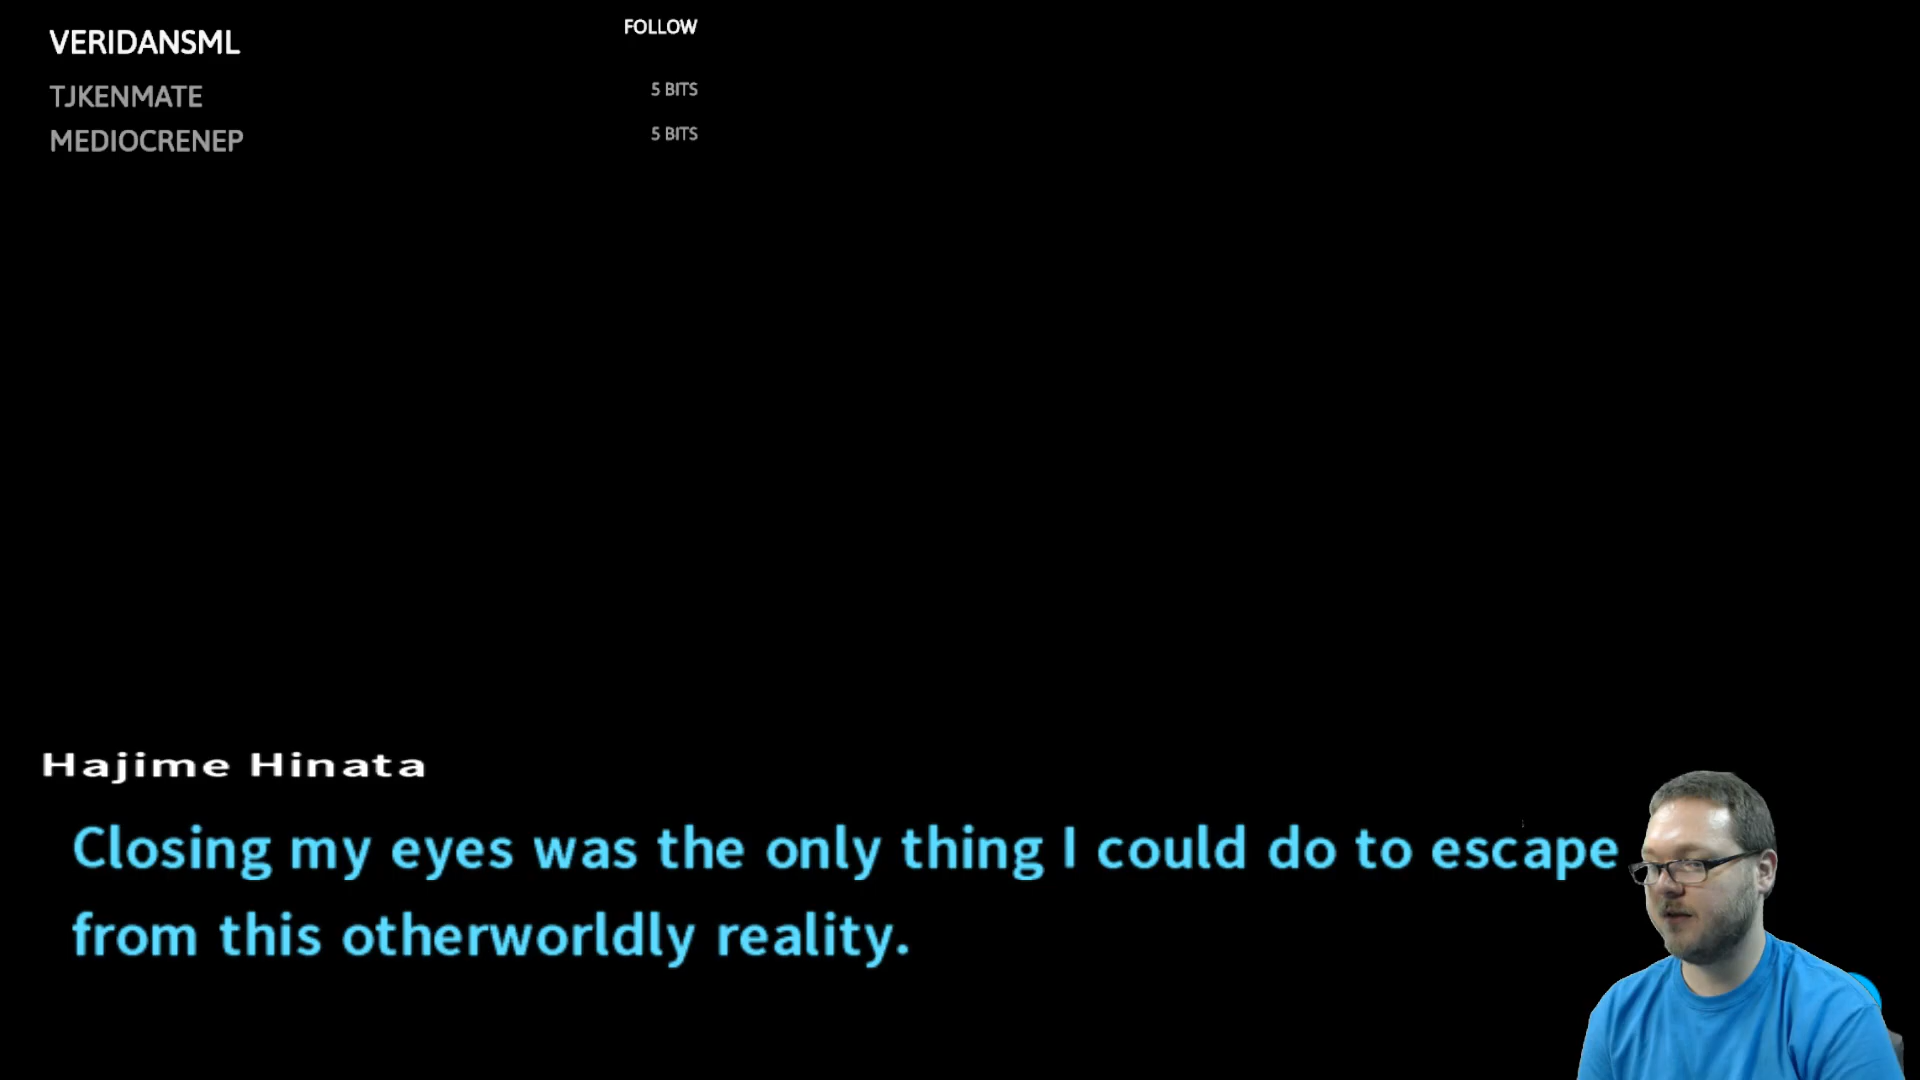 VERIDANSML FOLLOW
TJKENMATE 5 BITS
MEDIOCRENEP 5 BITS
Hajime Hinata
Closing my eyes was the only thing I could do to escape
from this otherworldly reality.